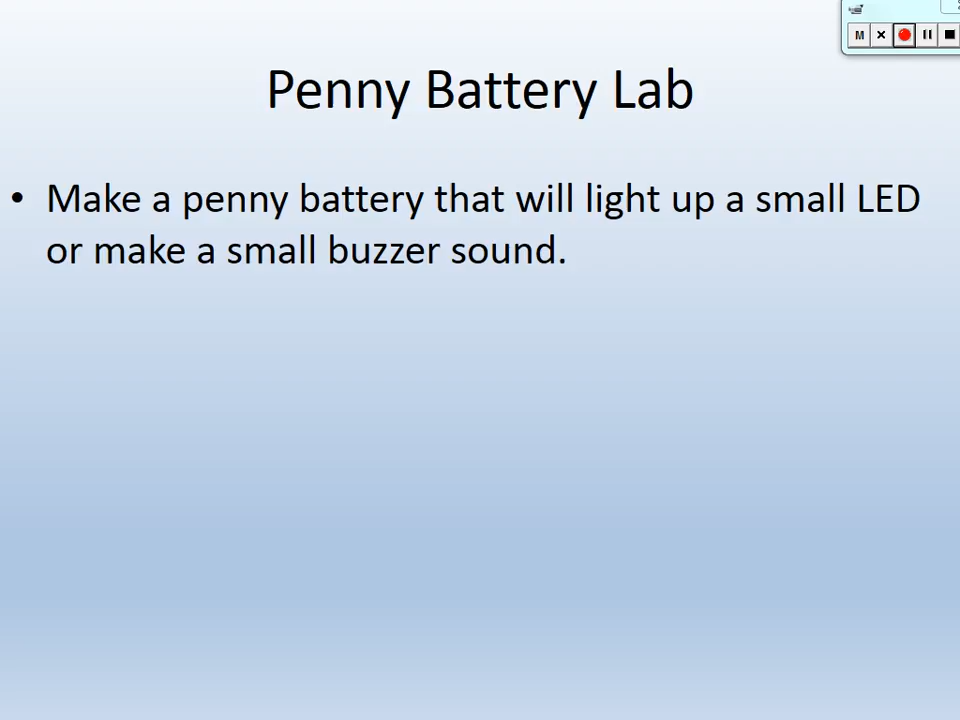 M
Penny Battery Lab
• Make a penny battery that will light up a small LED
or make a small buzzer sound.